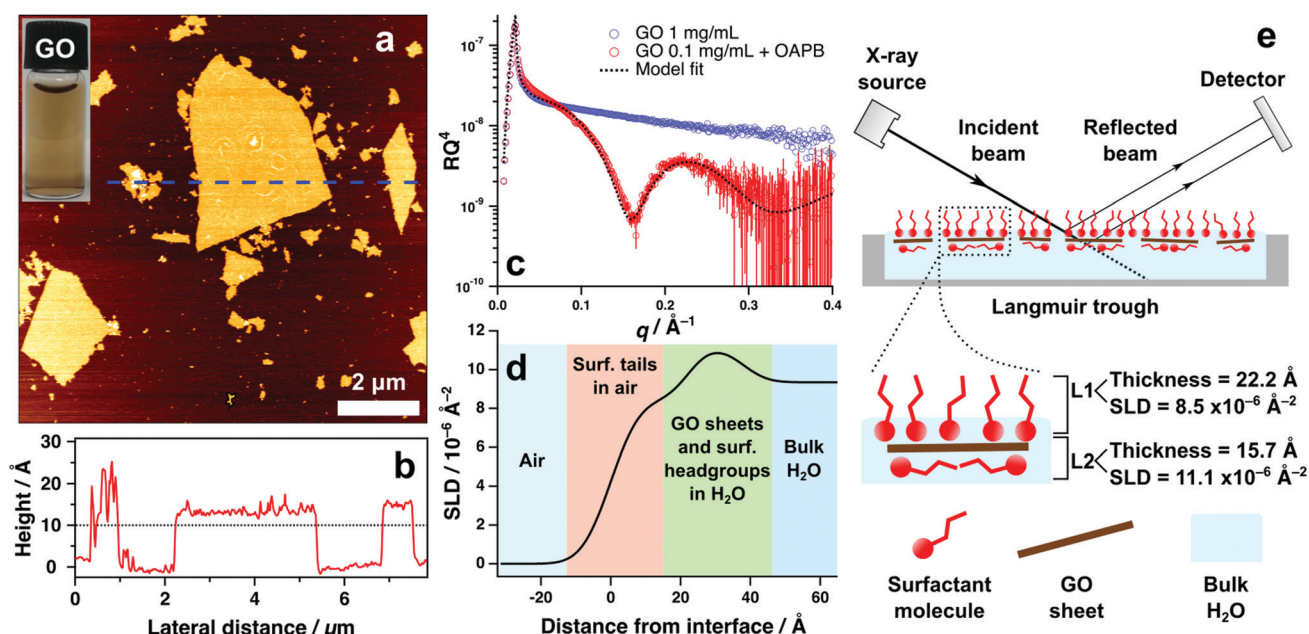 GO
a
2 µm
b
Height / Å
30
20
10
0
0
2
4
6
8
Lateral distance / µm
GO 1 mg/mL
GO 0.1 mg/mL + OAPB
Model fit
c
RQ⁴
10⁻⁷
10⁻⁸
10⁻⁹
10⁻¹⁰
0
0.1
0.2
0.3
0.4
q / Å⁻¹
d
Surf. tails
in air
GO sheets
and surf.
headgroups
in H₂O
Air
Bulk
H₂O
SLD / 10⁻⁶ Å⁻²
12
10
8
6
4
2
0
-20
0
20
40
60
Distance from interface / Å
e
X-ray
source
Detector
Incident
beam
Reflected
beam
Langmuir trough
L1
Thickness = 22.2 Å
SLD = 8.5 x10⁻⁶ Å⁻²
L2
Thickness = 15.7 Å
SLD = 11.1 x10⁻⁶ Å⁻²
Surfactant
molecule
GO
sheet
Bulk
H₂O